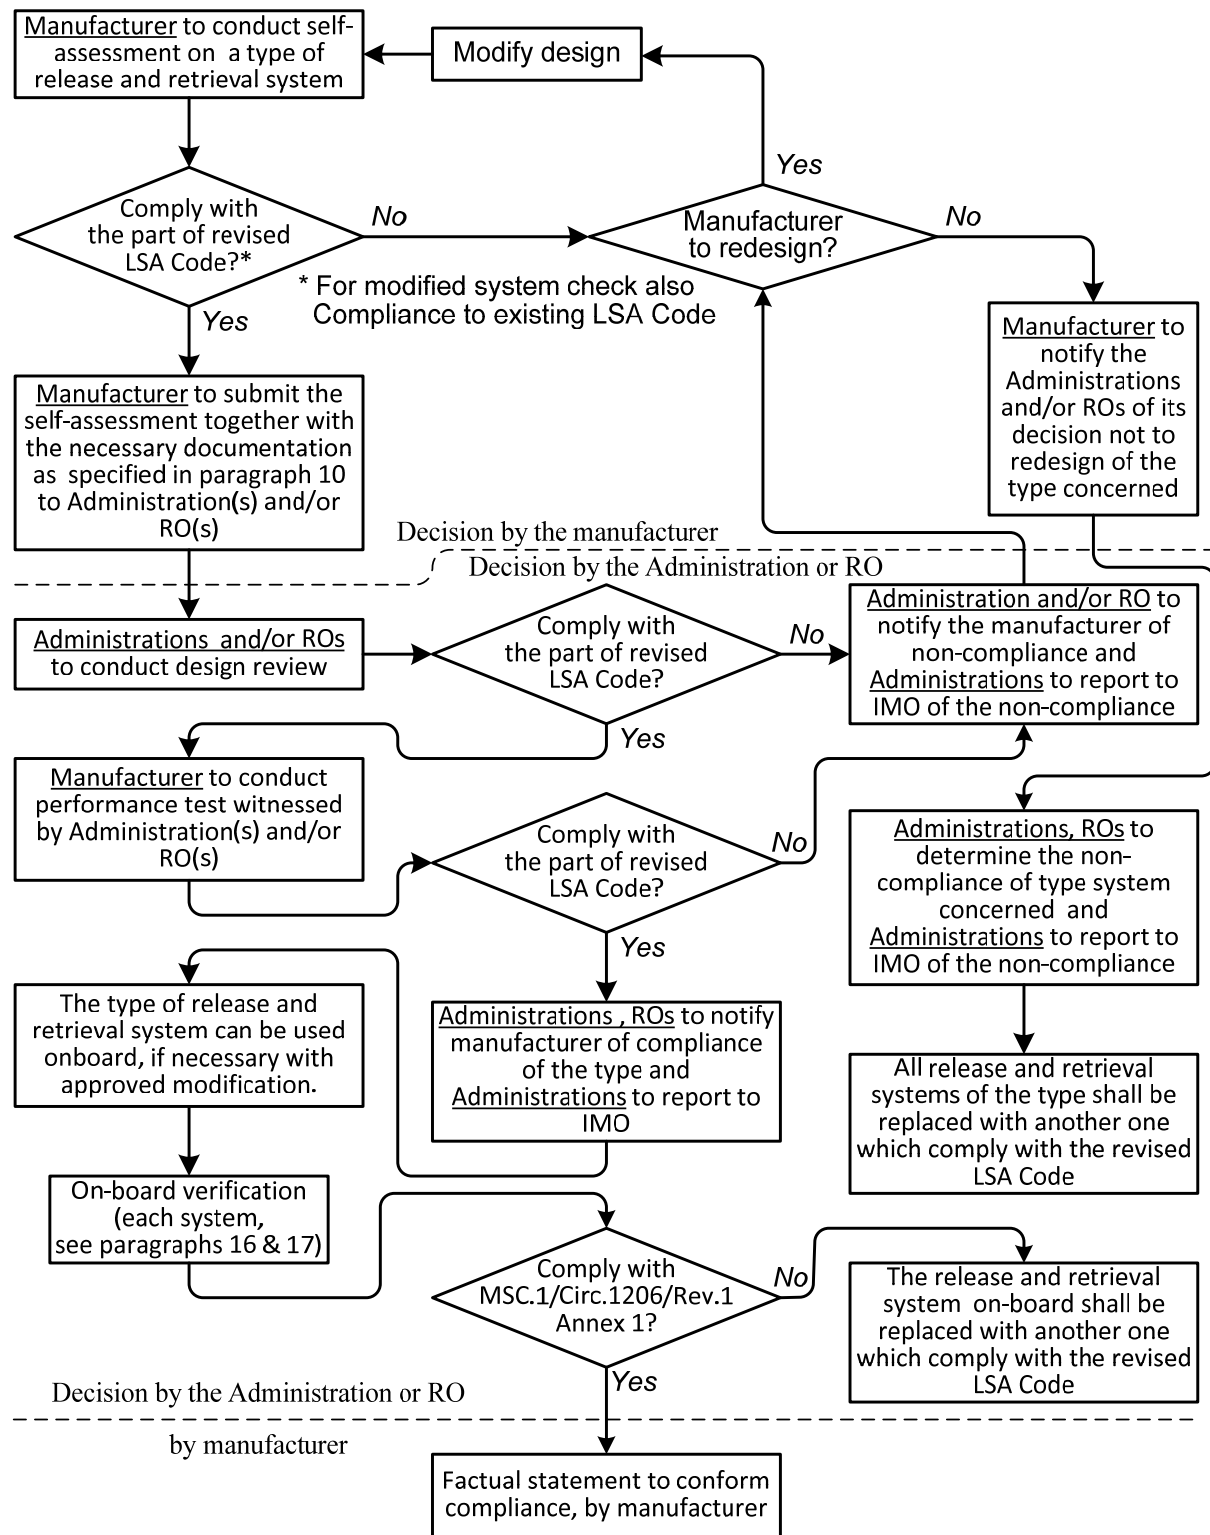 Manufacturer to conduct self-
assessment on a type of
release and retrieval system
Modify design
Yes
Comply with
the part of revised
LSA Code?*
No
Manufacturer
to redesign?
No
* For modified system check also
Compliance to existing LSA Code
Yes
Manufacturer to
notify the
Administrations
and/or ROs of its
decision not to
redesign of the
type concerned
Manufacturer to submit the
self-assessment together with
the necessary documentation
as specified in paragraph 10
to Administration(s) and/or
RO(s)
Decision by the manufacturer
Decision by the Administration or RO
Administrations and/or ROs
to conduct design review
Comply with
the part of revised
LSA Code?
No
Administration and/or RO to
notify the manufacturer of
non-compliance and
Administrations to report to
IMO of the non-compliance
Yes
Manufacturer to conduct
performance test witnessed
by Administration(s) and/or
RO(s)
Comply with
the part of revised
LSA Code?
No
Administrations, ROs to
determine the non-
compliance of type system
concerned and
Administrations to report to
IMO of the non-compliance
Yes
The type of release and
retrieval system can be used
onboard, if necessary with
approved modification.
Administrations , ROs to notify
manufacturer of compliance
of the type and
Administrations to report to
IMO
All release and retrieval
systems of the type shall be
replaced with another one
which comply with the revised
LSA Code
On-board verification
(each system,
see paragraphs 16 & 17)
Comply with
MSC.1/Circ.1206/Rev.1
Annex 1?
No
The release and retrieval
system on-board shall be
replaced with another one
which comply with the revised
LSA Code
Yes
Decision by the Administration or RO
by manufacturer
Factual statement to conform
compliance, by manufacturer